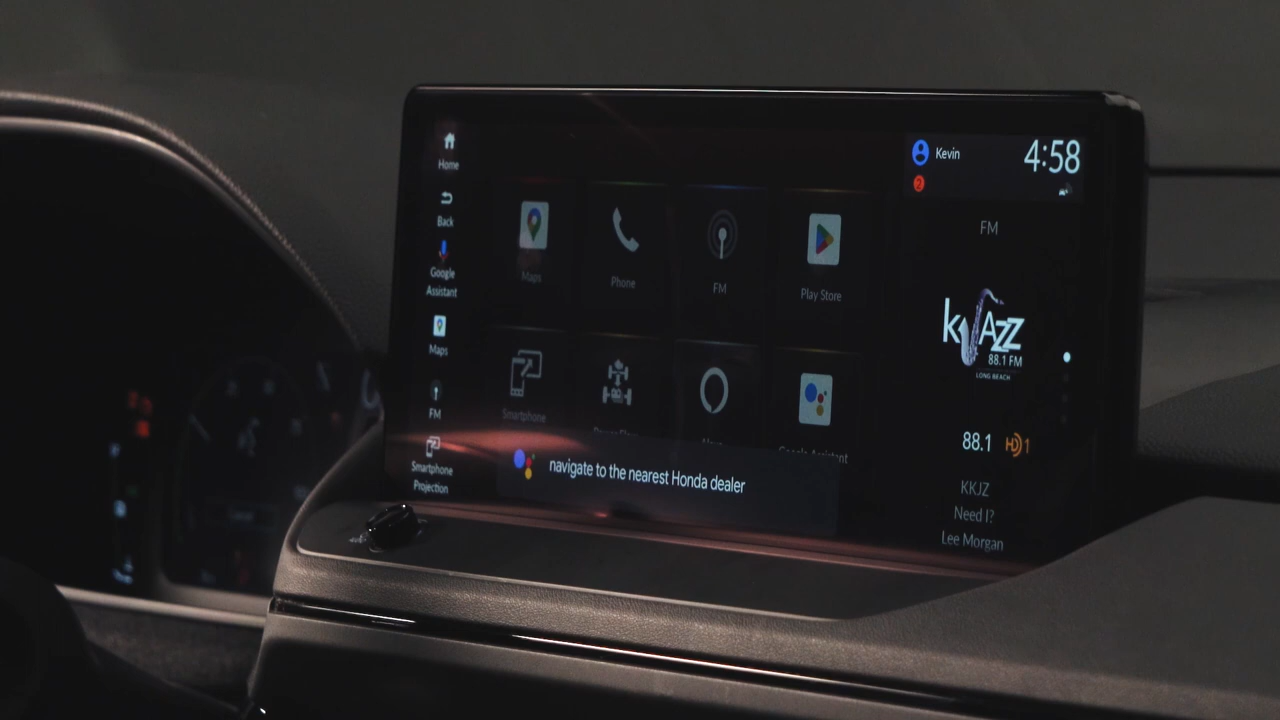 Home
Back
Google
Assistant
Maps
FM
Smartphone
Projection
Maps
Phone
FM
Play Store
Smartphone
Google Assistant
navigate to the nearest Honda dealer
Kevin
4:58
2
FM
kJAzz
88.1 FM
LONG BEACH
88.1 HD 1
KKJZ
Need I?
Lee Morgan